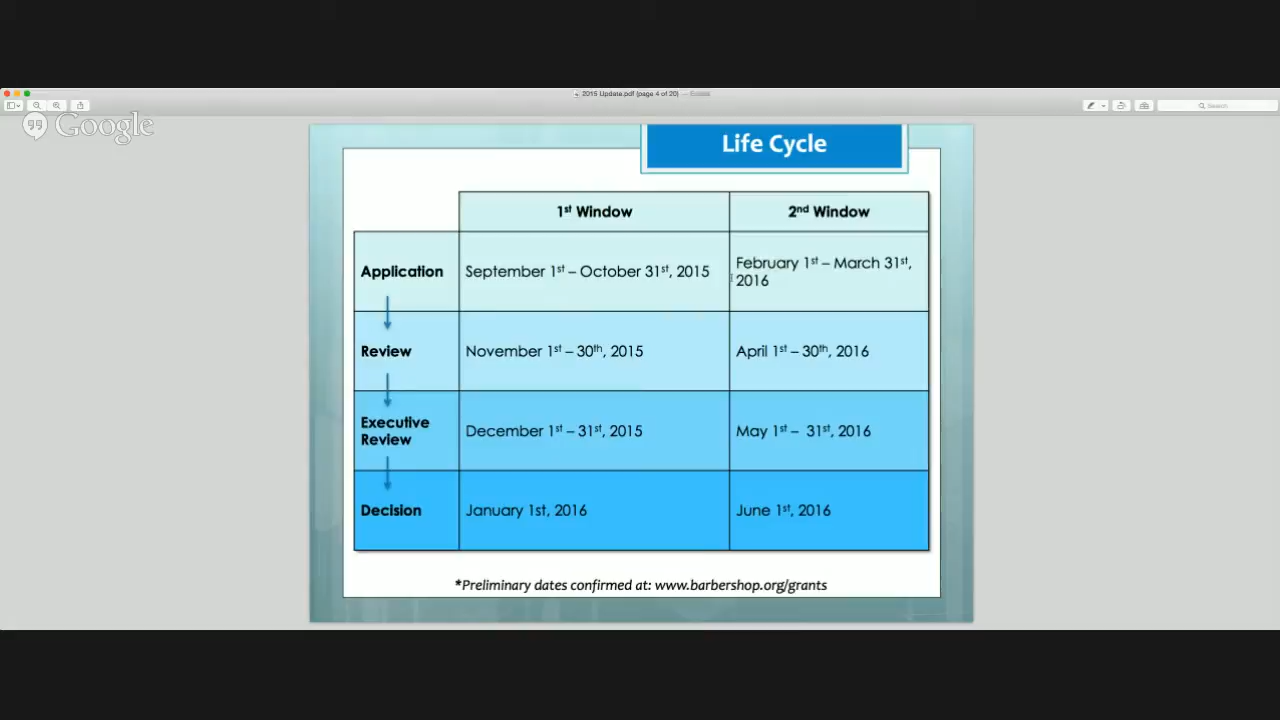 2015 Update.pdf (page 4 of 20) — Edited
Search
Google
Life Cycle
1st Window
2nd Window
Application
September 1st – October 31st, 2015
February 1st – March 31st,
2016
Review
November 1st – 30th, 2015
April 1st – 30th, 2016
Executive
Review
December 1st – 31st, 2015
May 1st – 31st, 2016
Decision
January 1st, 2016
June 1st, 2016
*Preliminary dates confirmed at: www.barbershop.org/grants